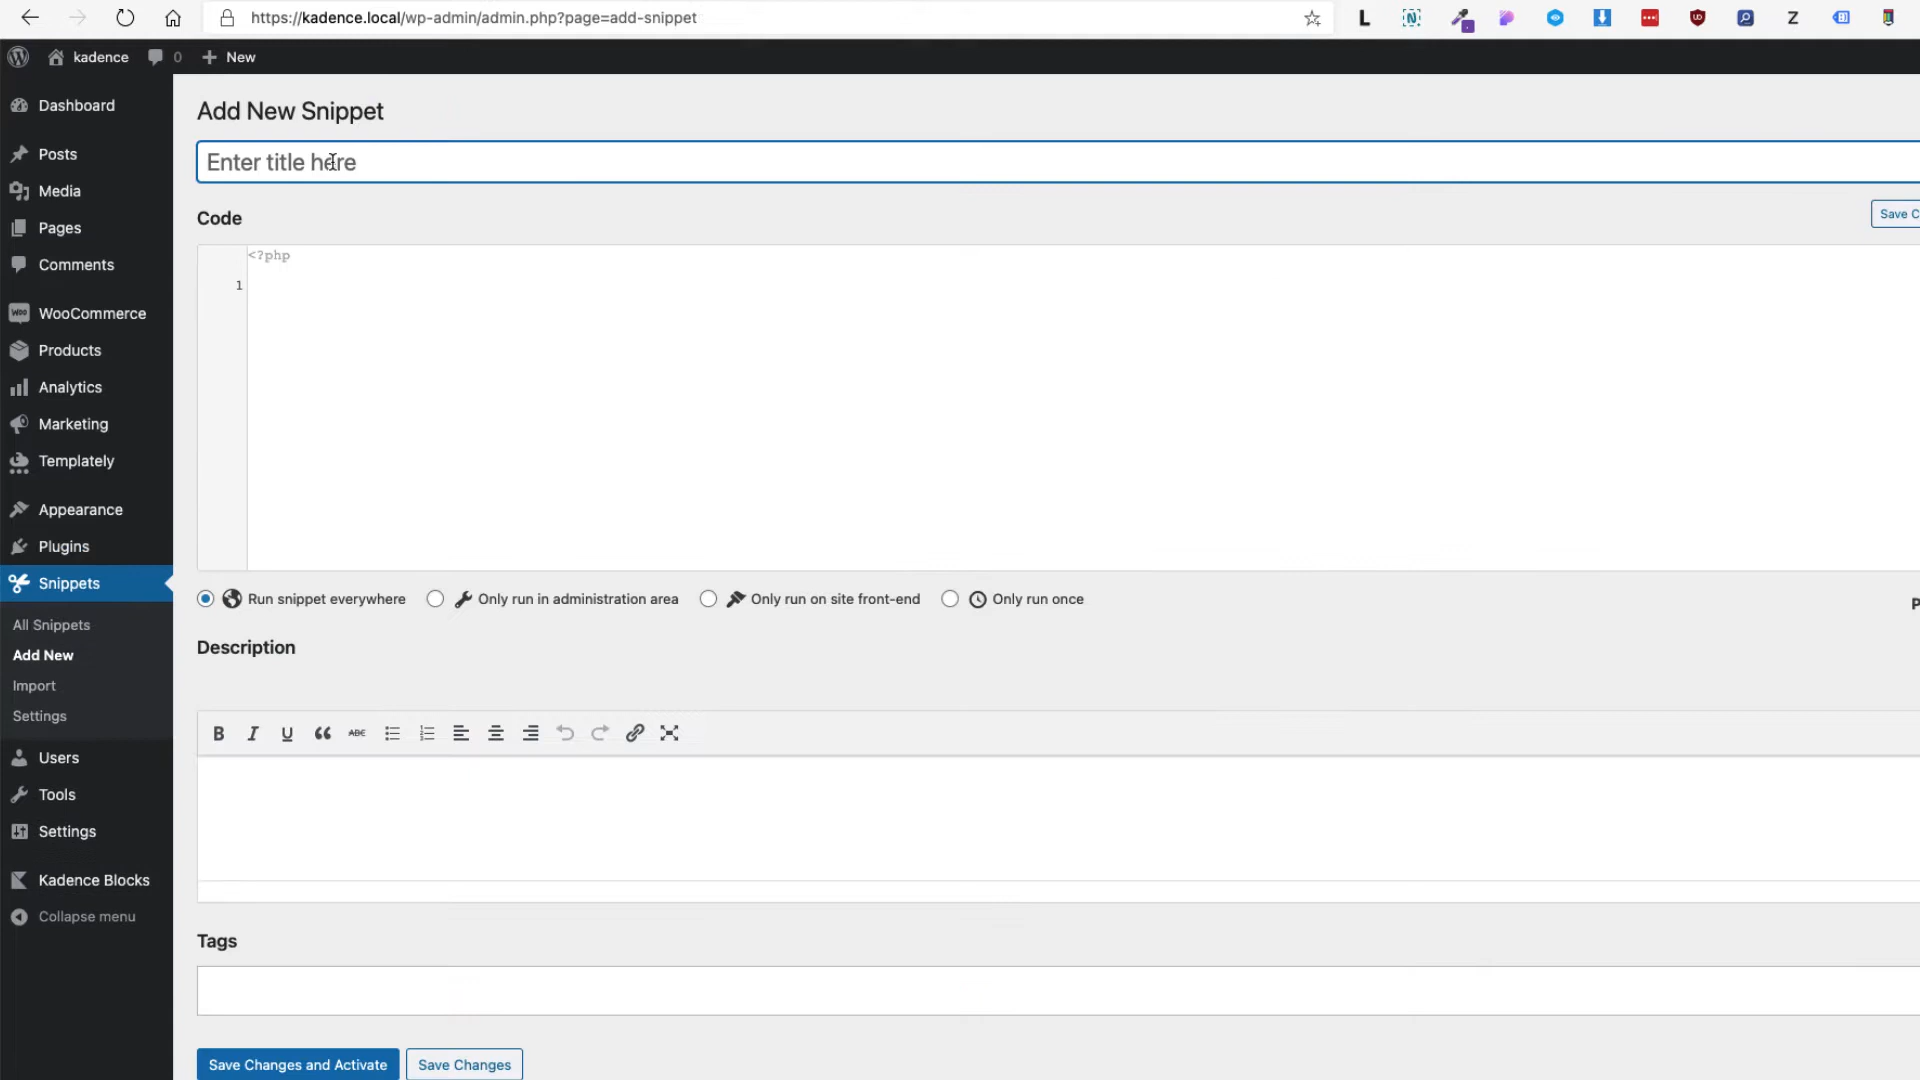 https://kadence.local/wp-admin/admin.php?page=add-snippet
kadence 0 New
Dashboard
Posts
Media
Pages
Comments
WooCommerce
Products
Analytics
Marketing
Templately
Appearance
Plugins
Snippets
All Snippets
Add New
Import
Settings
Users
Tools
Settings
Kadence Blocks
Collapse menu
Add New Snippet
Enter title here
Code
Save C
<?php
1
Run snippet everywhere Only run in administration area Only run on site front-end Only run once
P
Description
B I U ABC
Tags
Save Changes and Activate Save Changes